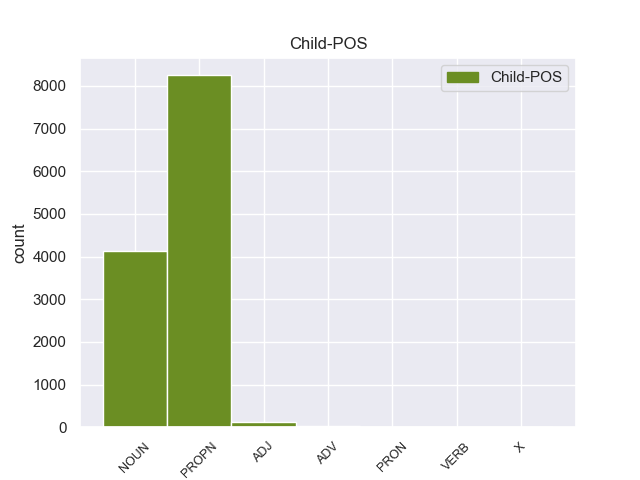 Child-POS
Child-POS
8000
7000
6000
5000
4000
3000
2000
1000
0
count
NOUN
PROPN
ADJ
ADV
PRON
VERB
X